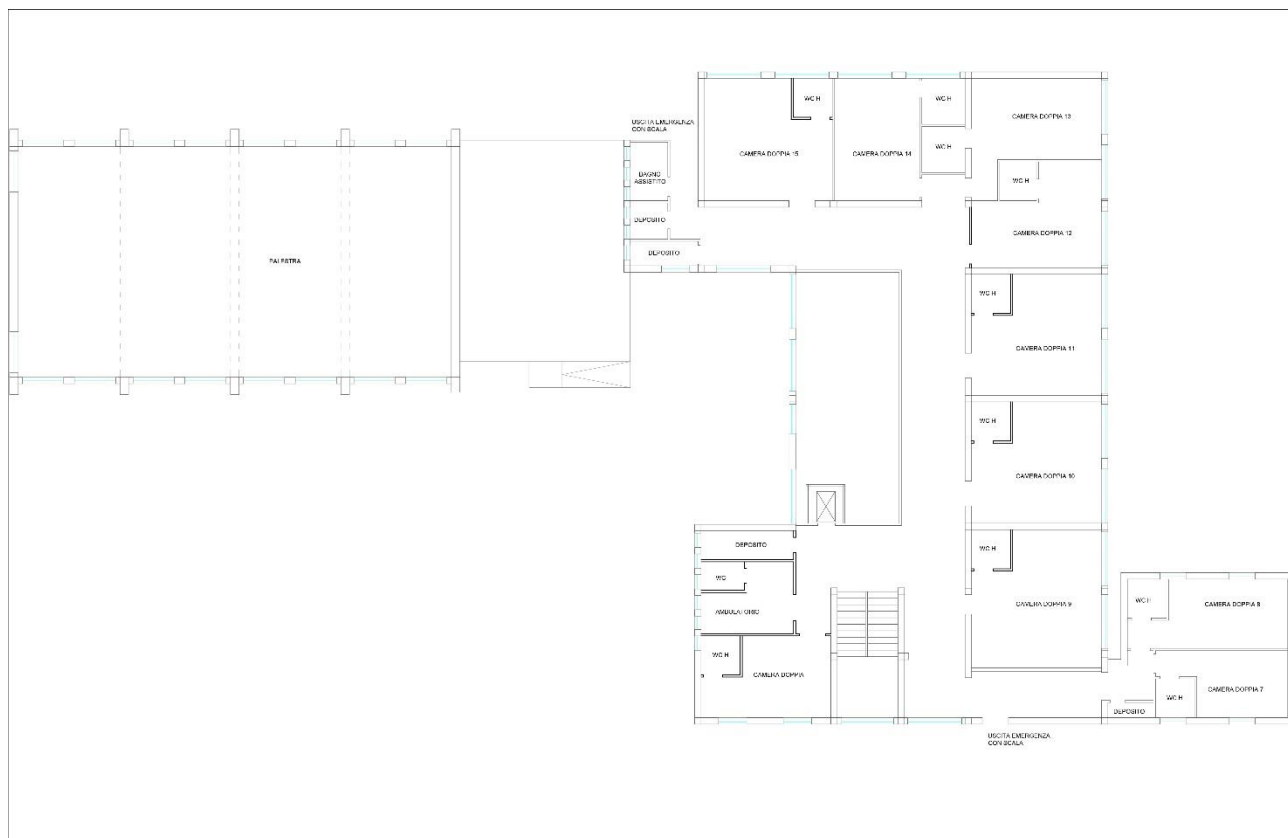 WC H
WC H
CAMERA DOPPIA 13
USCITA EMERGENZA
CON SCALA
CAMERA DOPPIA 15
CAMERA DOPPIA 14
WC H
BAGNO
ASSISTITO
WC H
DEPOSITO
CAMERA DOPPIA 12
DEPOSITO
PALESTRA
WC H
CAMERA DOPPIA 11
WC H
CAMERA DOPPIA 10
DEPOSITO
WC H
WC
AMBULATORIO
CAMERA DOPPIA 9
WC H
CAMERA DOPPIA 8
WC H
CAMERA DOPPIA
WC H
CAMERA DOPPIA 7
DEPOSITO
USCITA EMERGENZA
CON SCALA